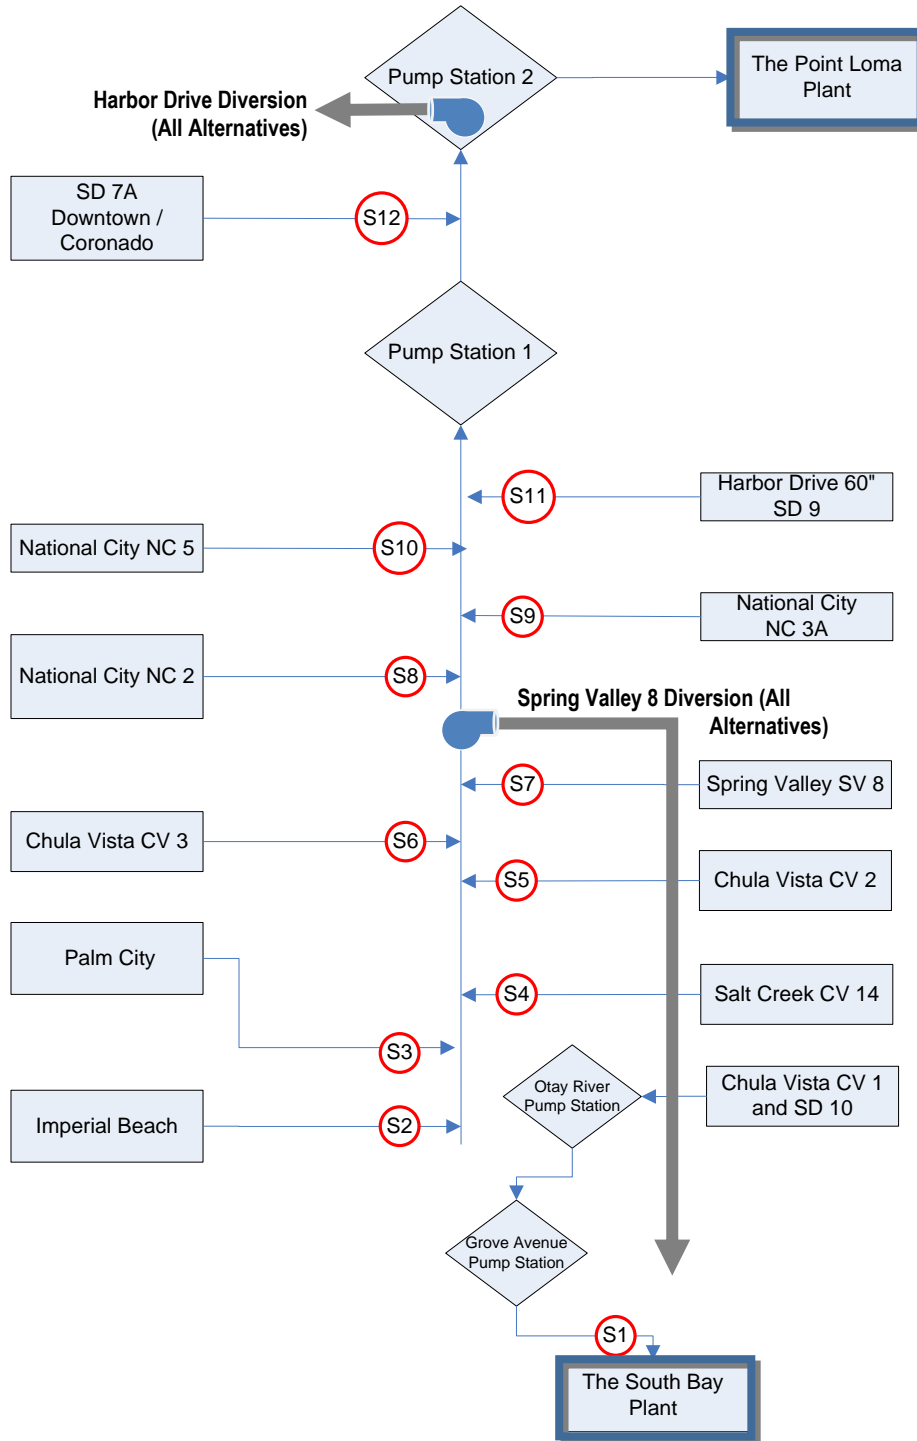 Pump Station 2
The Point Loma
Plant
Harbor Drive Diversion
(All Alternatives)
SD 7A
Downtown /
Coronado
S12
Pump Station 1
S11
Harbor Drive 60"
SD 9
National City NC 5
S10
S9
National City
NC 3A
National City NC 2
S8
Spring Valley 8 Diversion (All
Alternatives)
S7
Spring Valley SV 8
Chula Vista CV 3
S6
S5
Chula Vista CV 2
Palm City
S4
Salt Creek CV 14
S3
Otay River
Pump Station
Chula Vista CV 1
and SD 10
Imperial Beach
S2
Grove Avenue
Pump Station
S1
The South Bay
Plant